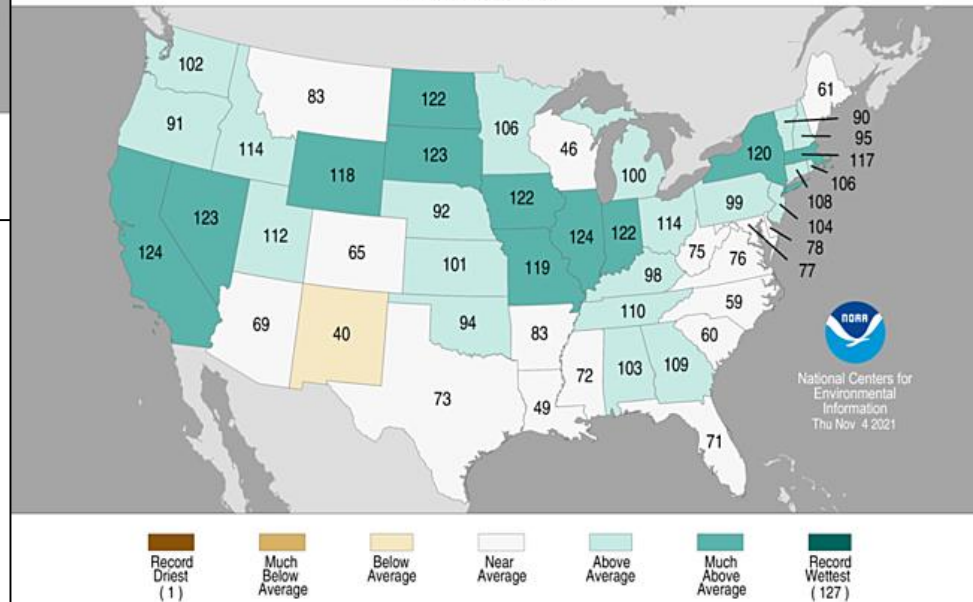 102
83
122
106
61
90
95
91
114
118
123
46
100
120
117
106
108
104
78
77
124
123
112
65
92
101
122
119
124
122
114
99
75
76
98
110
59
60
69
40
94
83
73
49
72
103
109
71
NOAA
National Centers for
Environmental
Information
Thu Nov 4 2021
Record
Driest
(1)
Much
Below
Average
Below
Average
Near
Average
Above
Average
Much
Above
Average
Record
Wettest
(127)